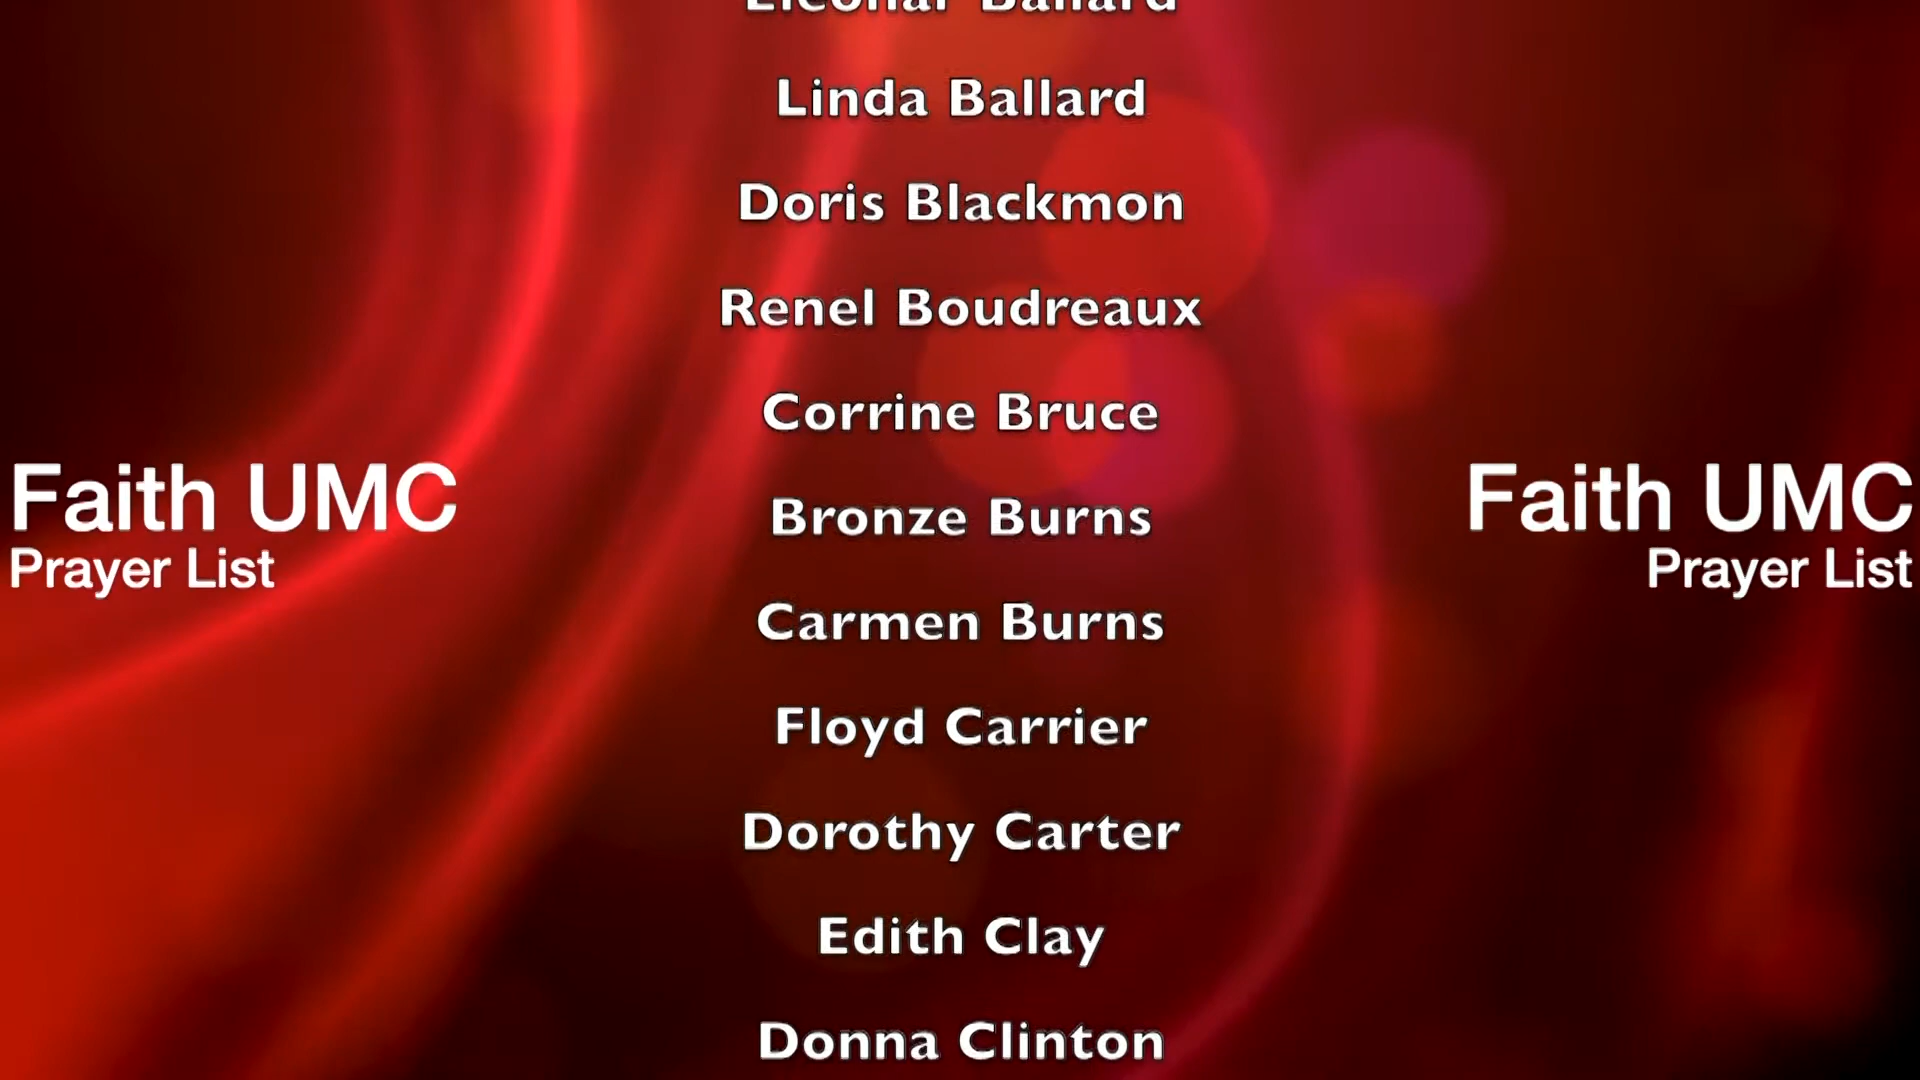 Ballard
Linda Ballard
Doris Blackmon
Renel Boudreaux
Corrine Bruce
Faith UMC
Prayer List
Faith UMC
Prayer List
Bronze Burns
Carmen Burns
Floyd Carrier
Dorothy Carter
Edith Clay
Donna Clinton